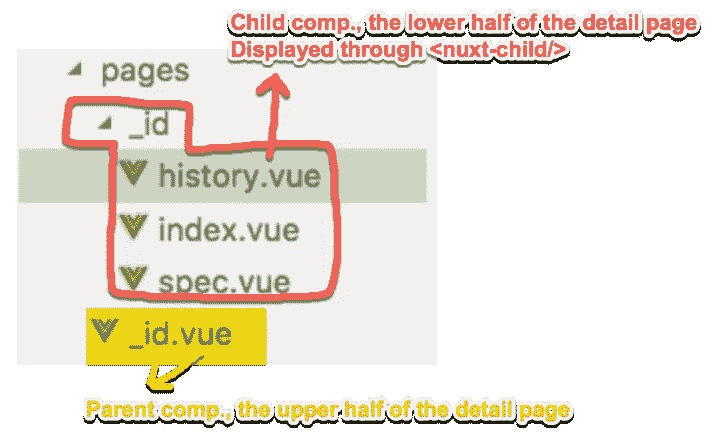 Child comp., the lower half of the detail page
Displayed through <nuxt-child/>
pages
_id
history.vue
index.vue
spec.vue
_id.vue
Parent comp., the upper half of the detail page